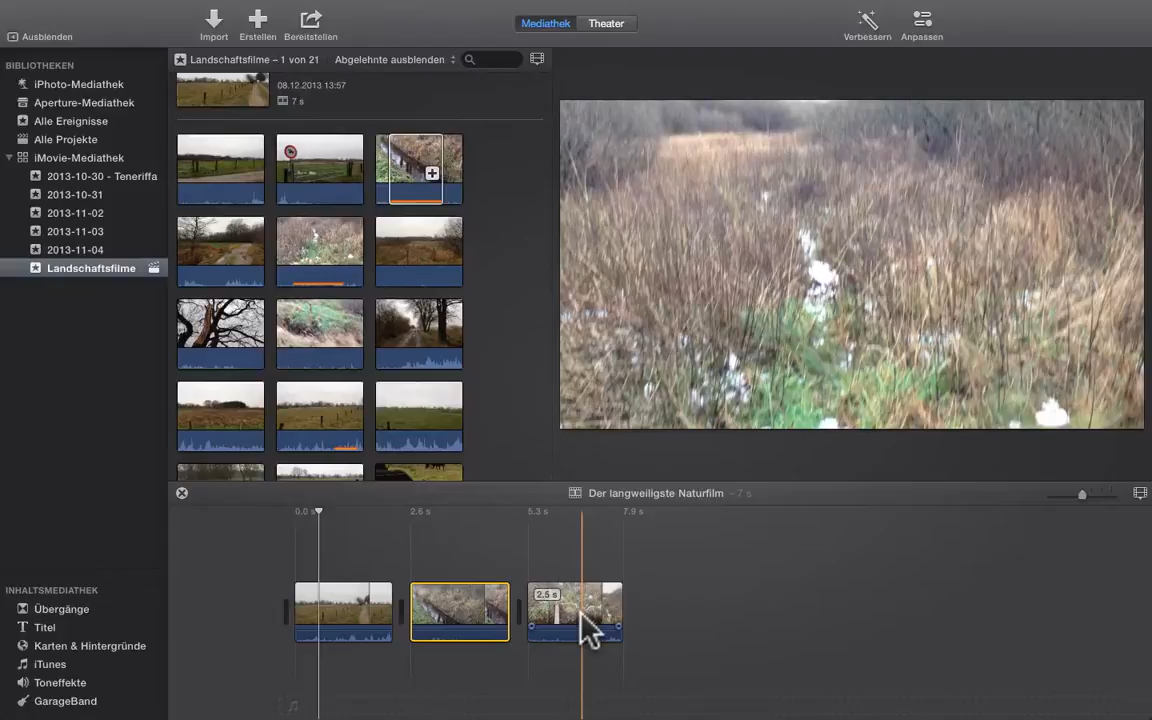 Ausblenden
Import
Erstellen
Bereitstellen
Mediathek
Theater
Verbessern
Anpassen
BIBLIOTHEKEN
iPhoto-Mediathek
Aperture-Mediathek
Alle Ereignisse
Alle Projekte
iMovie-Mediathek
2013-10-30 - Teneriffa
2013-10-31
2013-11-02
2013-11-03
2013-11-04
Landschaftsfilme
Landschaftsfilme – 1 von 21
Abgelehnte ausblenden
08.12.2013 13:57
7 s
Der langweiligste Naturfilm - 7 s
0.0 s
2.6 s
5.3 s
7.9 s
2.5 s
INHALTSMEDIATHEK
Übergänge
Titel
Karten & Hintergründe
iTunes
Toneffekte
GarageBand